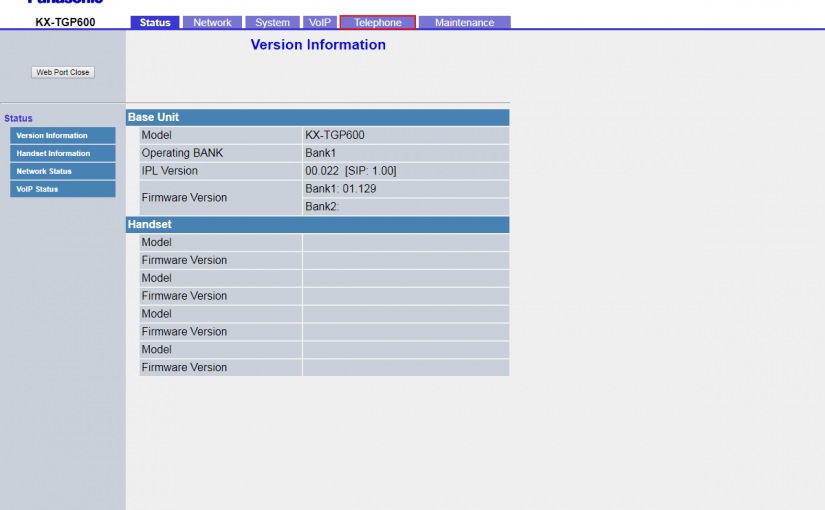 Panasonic
KX-TGP600
Status Network System VoIP Telephone Maintenance
Version Information
Web Port Close
Status
Version Information
Handset Information
Network Status
VoIP Status
Base Unit
Model KX-TGP600
Operating BANK Bank1
IPL Version 00.022 [SIP: 1.00]
Firmware Version Bank1: 01.129
Bank2:
Handset
Model
Firmware Version
Model
Firmware Version
Model
Firmware Version
Model
Firmware Version